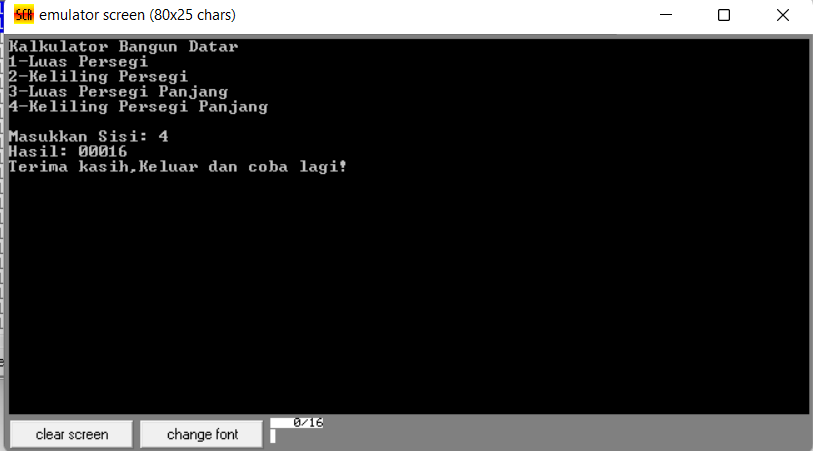 emulator screen (80x25 chars)
Kalkulator Bangun Datar
1-Luas Persegi
2-Keliling Persegi
3-Luas Persegi Panjang
4-Keliling Persegi Panjang
Masukkan Sisi: 4
Hasil: 00016
Terima kasih,Keluar dan coba lagi!
clear screen
change font
0/16